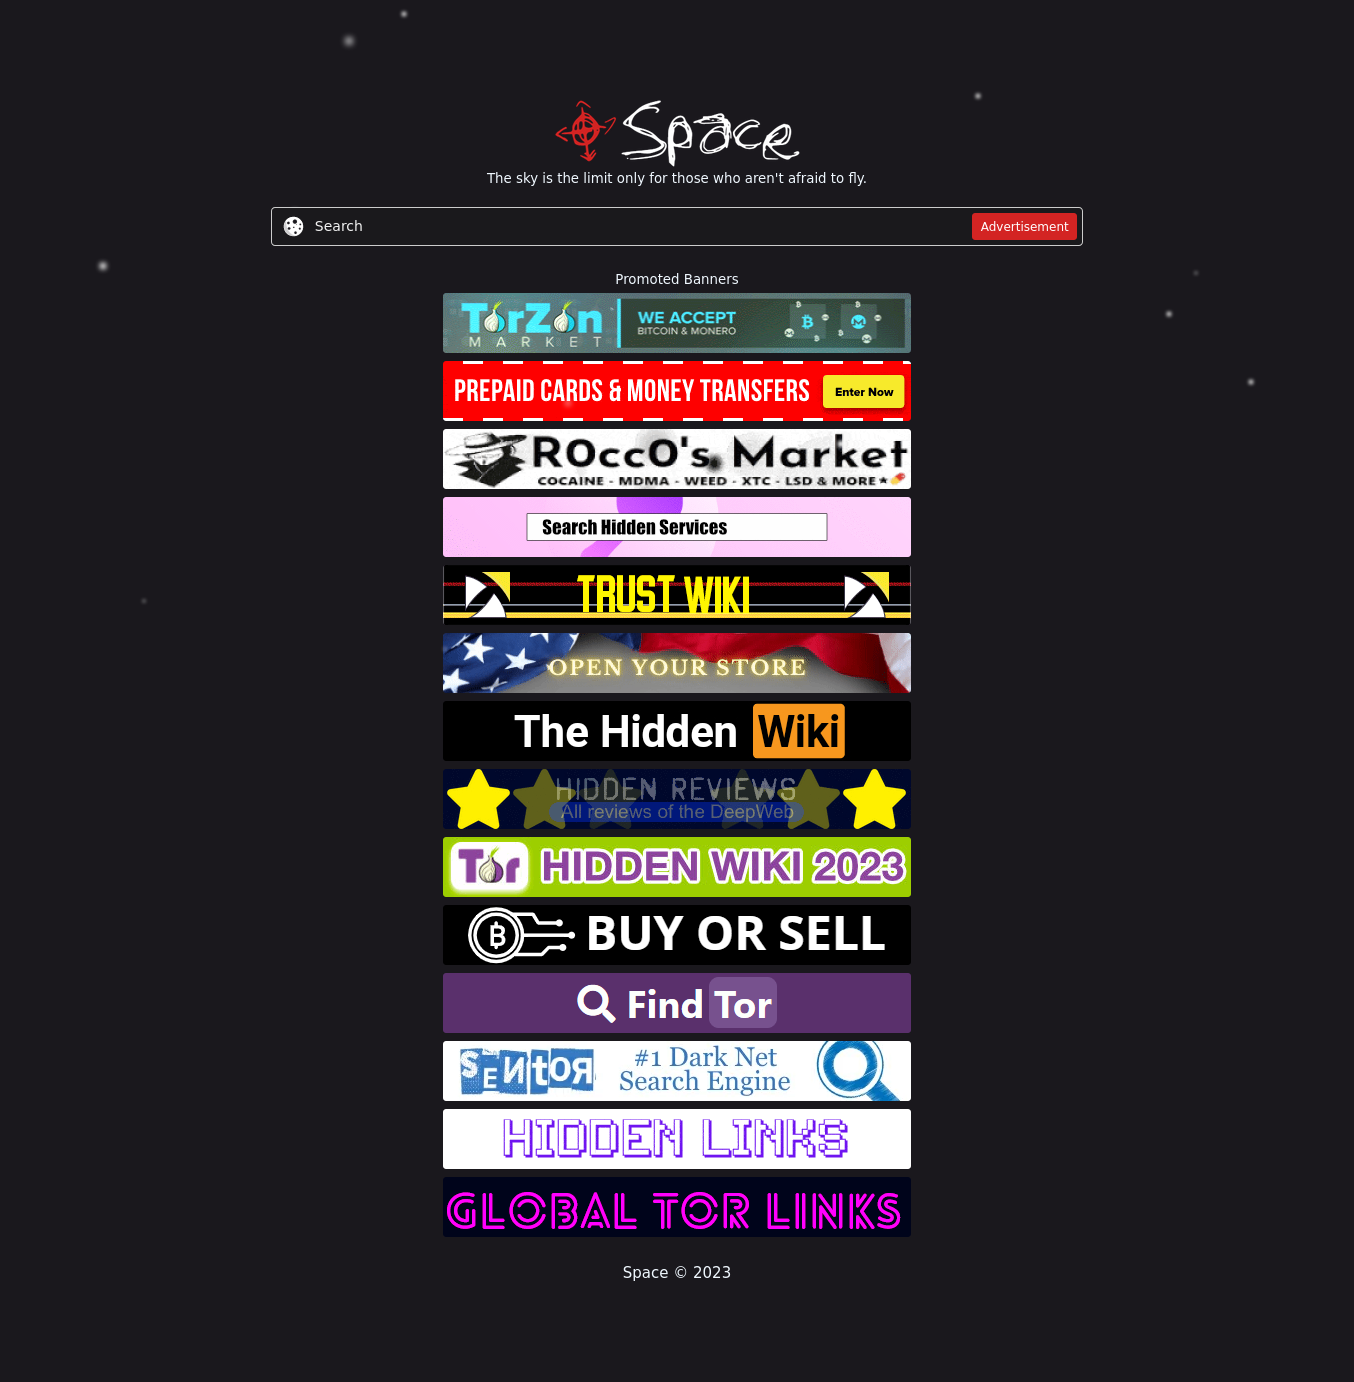 Space
The sky is the limit only for those who aren't afraid to fly.
Search
Advertisement
Promoted Banners
TorZon
MARKET
WE ACCEPT
BITCOIN & MONERO
PREPAID CARDS & MONEY TRANSFERS
Enter Now
ROccO's Market
COCAINE - MDMA - WEED - XTC - LSD & MORE
Search Hidden Services
TRUST WIKI
OPEN YOUR STORE
The Hidden Wiki
HIDDEN REVIEWS
All reviews of the DeepWeb
Tor HIDDEN WIKI 2023
BUY OR SELL
Find Tor
SENTOR
#1 Dark Net
Search Engine
HIDDEN LINKS
GLOBAL TOR LINKS
Space © 2023